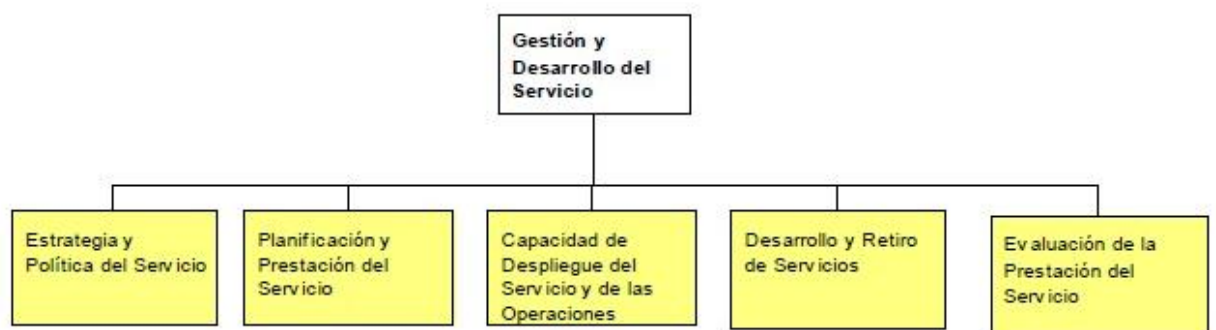 Gestión y
Desarrollo del
Servicio
Estrategia y
Política del Servicio
Planificación y
Prestación del
Servicio
Capacidad de
Despliegue del
Servicio y de las
Operaciones
Desarrollo y Retiro
de Servicios
Evaluación de la
Prestación del
Servicio